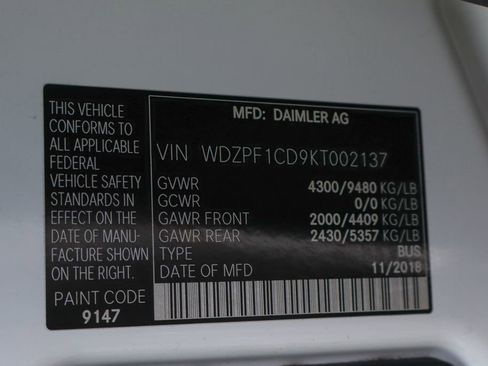 THIS VEHICLE
CONFORMS TO
ALL APPLICABLE
FEDERAL MOTOR
VEHICLE SAFETY
STANDARDS IN
EFFECT ON THE
DATE OF MANU-
FACTURE SHOWN
ON THE RIGHT.
PAINT CODE
9147
MFD: DAIMLER AG
VIN WDZPF1CD9KT002137
GVWR 4300/9480 KG/LB
GCWR 0/0 KG/LB
GAWR FRONT 2000/4409 KG/LB
GAWR REAR 2430/5357 KG/LB
TYPE BUS
DATE OF MFD 11/2018